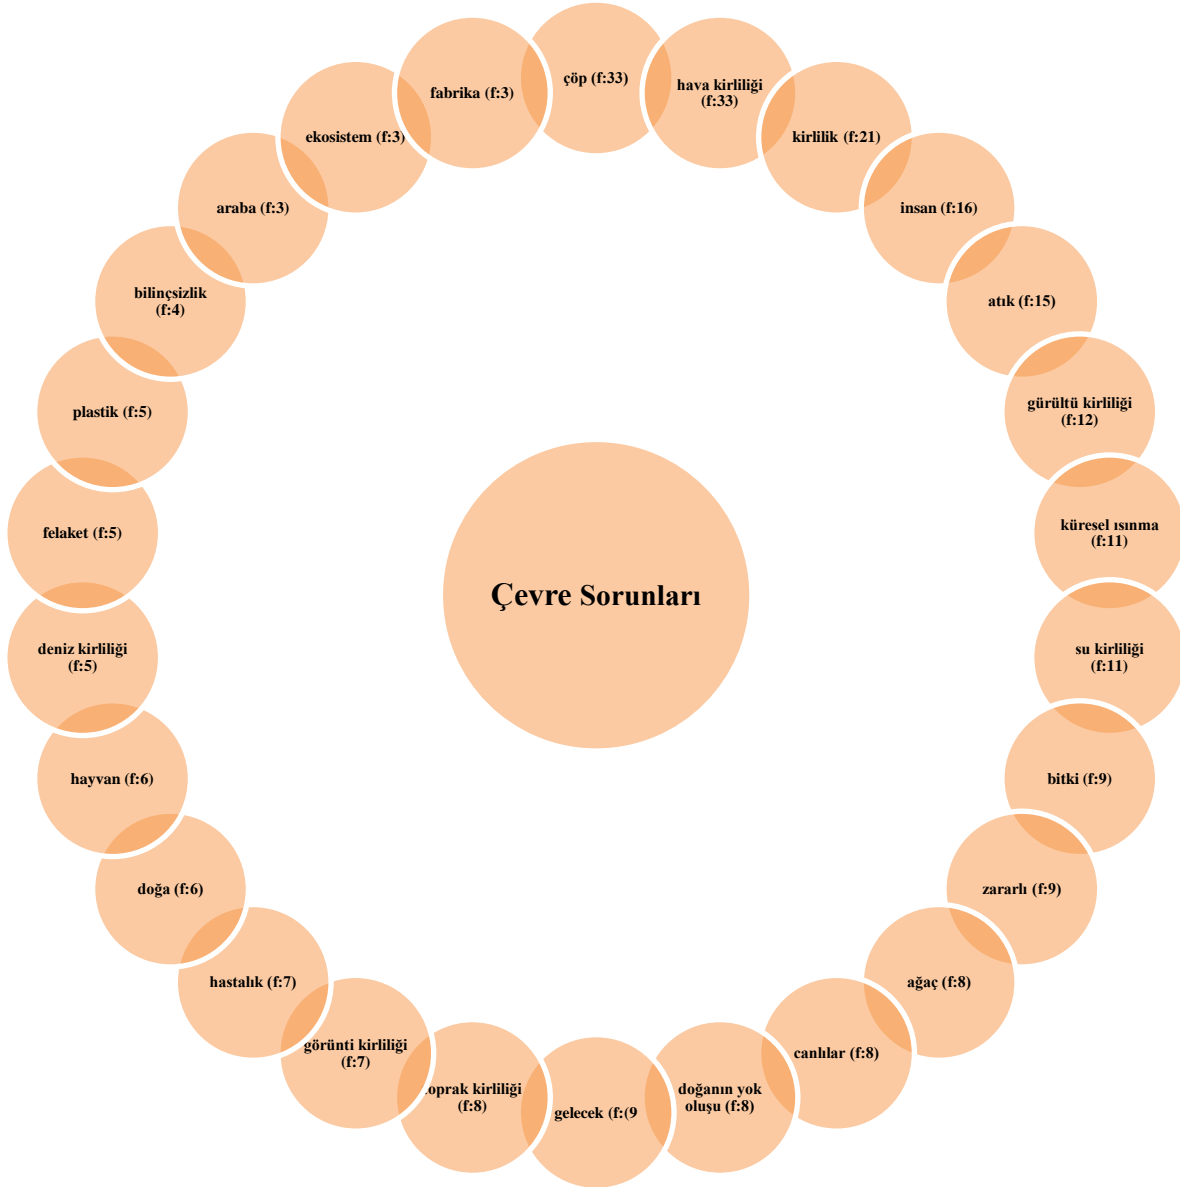 çöp (f:33)
hava kirliliği
(f:33)
kirlilik (f:21)
insan (f:16)
atık (f:15)
gürültü kirliliği
(f:12)
küresel ısınma
(f:11)
su kirliliği
(f:11)
bitki (f:9)
zararlı (f:9)
ağaç (f:8)
canlılar (f:8)
doğanın yok
oluşu (f:8)
gelecek (f:(9
toprak kirliliği
(f:8)
görünti kirliliği
(f:7)
hastalık (f:7)
doğa (f:6)
hayvan (f:6)
deniz kirliliği
(f:5)
felaket (f:5)
plastik (f:5)
bilinçsizlik
(f:4)
araba (f:3)
ekosistem (f:3)
fabrika (f:3)
Çevre Sorunları